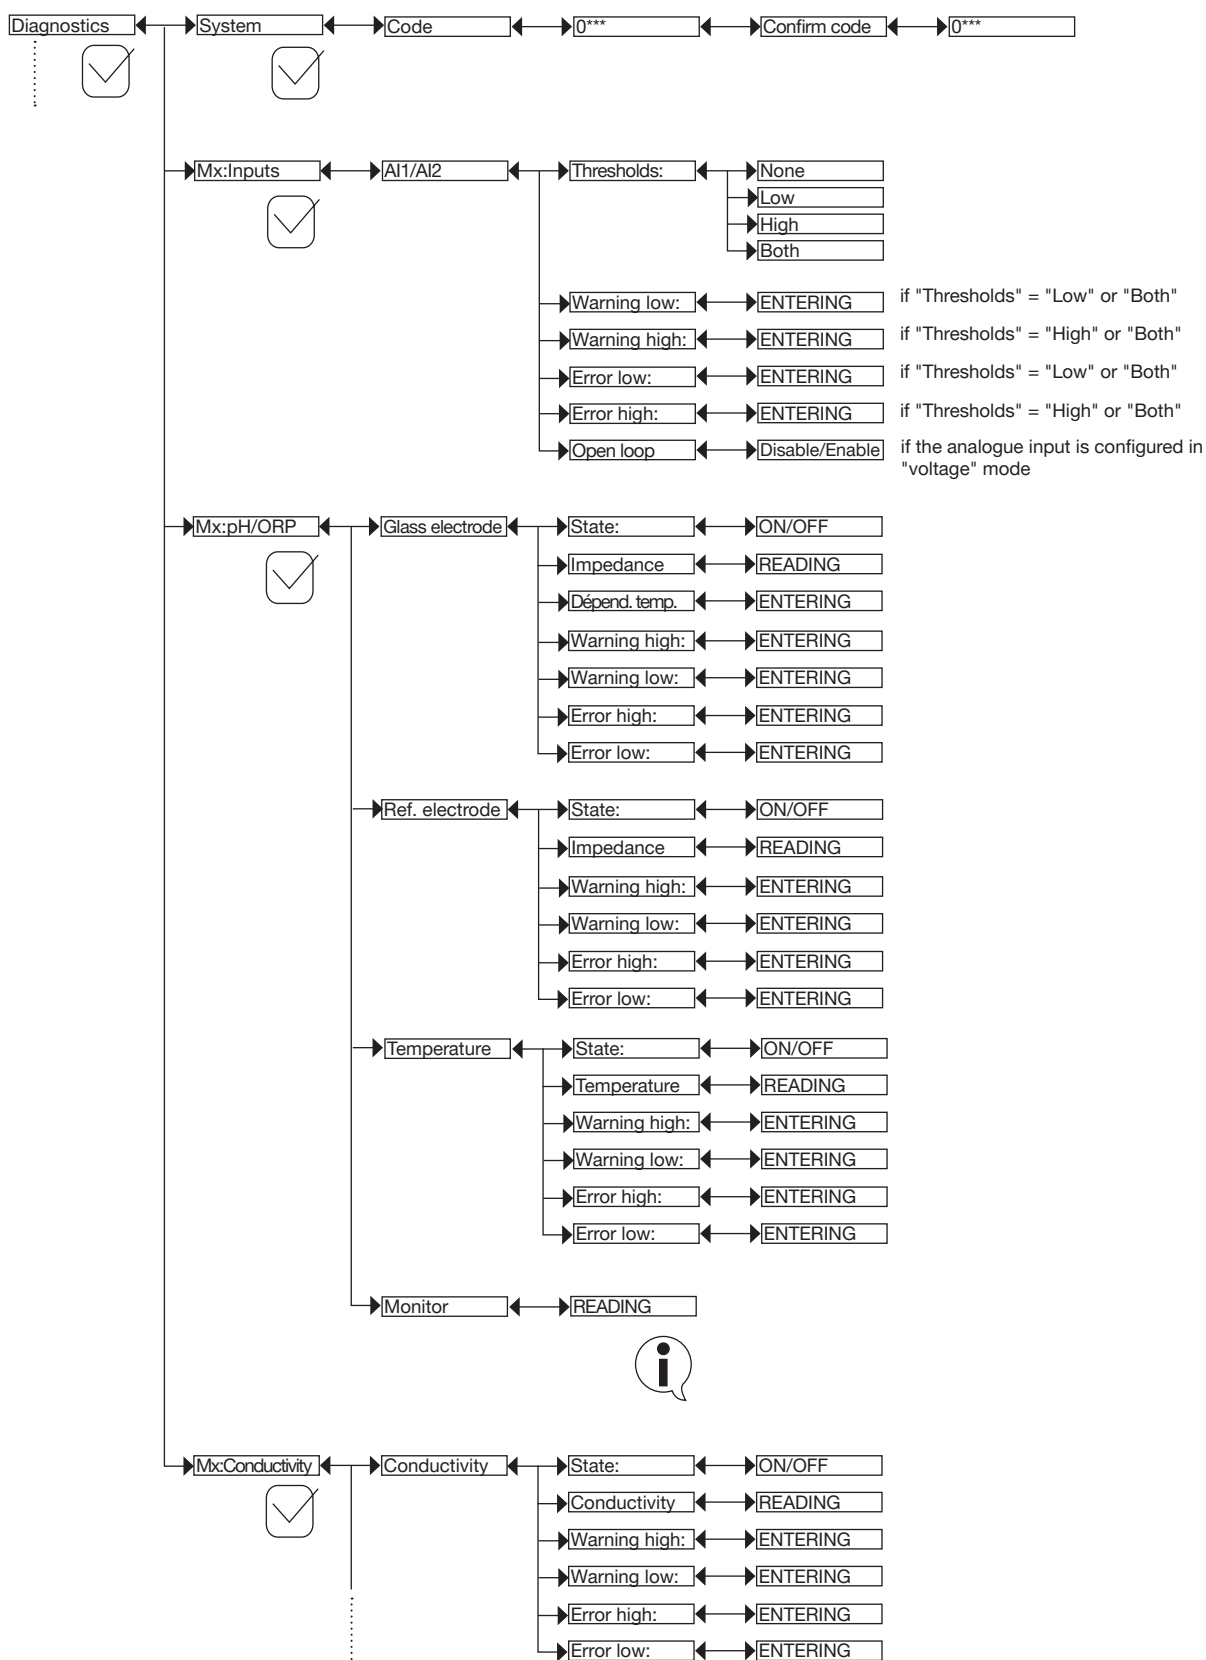 Diagnostics System Code 0*** Confirm code 0***
Mx:Inputs AI1/AI2 Thresholds: None
Low
High
Both
Warning low: ENTERING if "Thresholds" = "Low" or "Both"
Warning high: ENTERING if "Thresholds" = "High" or "Both"
Error low: ENTERING if "Thresholds" = "Low" or "Both"
Error high: ENTERING if "Thresholds" = "High" or "Both"
Open loop Disable/Enable if the analogue input is configured in
"voltage" mode
Mx:pH/ORP Glass electrode State: ON/OFF
Impedance READING
Dépend. temp. ENTERING
Warning high: ENTERING
Warning low: ENTERING
Error high: ENTERING
Error low: ENTERING
Ref. electrode State: ON/OFF
Impedance READING
Warning high: ENTERING
Warning low: ENTERING
Error high: ENTERING
Error low: ENTERING
Temperature State: ON/OFF
Temperature READING
Warning high: ENTERING
Warning low: ENTERING
Error high: ENTERING
Error low: ENTERING
Monitor READING
i
Mx:Conductivity Conductivity State: ON/OFF
Conductivity READING
Warning high: ENTERING
Warning low: ENTERING
Error high: ENTERING
Error low: ENTERING